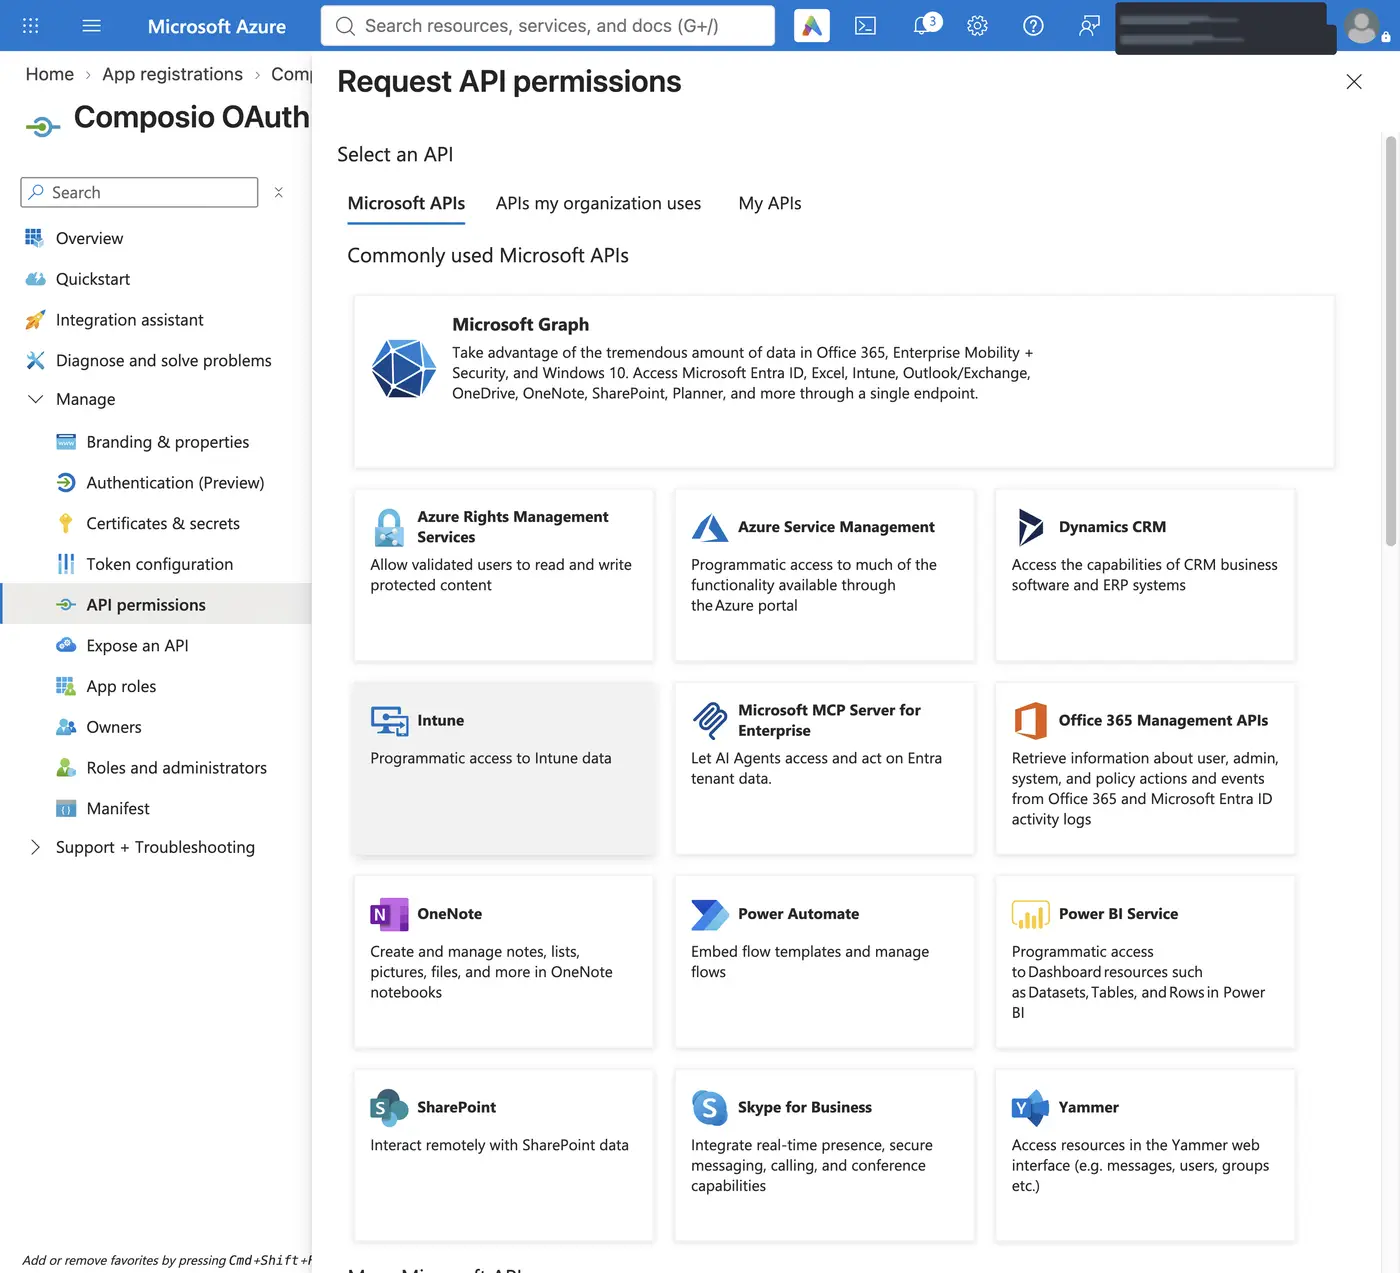 Microsoft Azure
Search resources, services, and docs (G+/)
3
Home › App registrations › Comp
Request API permissions
Composio OAuth
Select an API
Search
Microsoft APIs
APIs my organization uses
My APIs
Overview
Quickstart
Integration assistant
Diagnose and solve problems
Manage
Branding & properties
Authentication (Preview)
Certificates & secrets
Token configuration
API permissions
Expose an API
App roles
Owners
Roles and administrators
Manifest
Support + Troubleshooting
Add or remove favorites by pressing Cmd+Shift+F
Commonly used Microsoft APIs
Microsoft Graph
Take advantage of the tremendous amount of data in Office 365, Enterprise Mobility +
Security, and Windows 10. Access Microsoft Entra ID, Excel, Intune, Outlook/Exchange,
OneDrive, OneNote, SharePoint, Planner, and more through a single endpoint.
Azure Rights Management
Services
Allow validated users to read and write
protected content
Azure Service Management
Programmatic access to much of the
functionality available through
the Azure portal
Dynamics CRM
Access the capabilities of CRM business
software and ERP systems
Intune
Programmatic access to Intune data
Microsoft MCP Server for
Enterprise
Let AI Agents access and act on Entra
tenant data.
Office 365 Management APIs
Retrieve information about user, admin,
system, and policy actions and events
from Office 365 and Microsoft Entra ID
activity logs
OneNote
Create and manage notes, lists,
pictures, files, and more in OneNote
notebooks
Power Automate
Embed flow templates and manage
flows
Power BI Service
Programmatic access
to Dashboard resources such
as Datasets, Tables, and Rows in Power
BI
SharePoint
Interact remotely with SharePoint data
Skype for Business
Integrate real-time presence, secure
messaging, calling, and conference
capabilities
Yammer
Access resources in the Yammer web
interface (e.g. messages, users, groups
etc.)